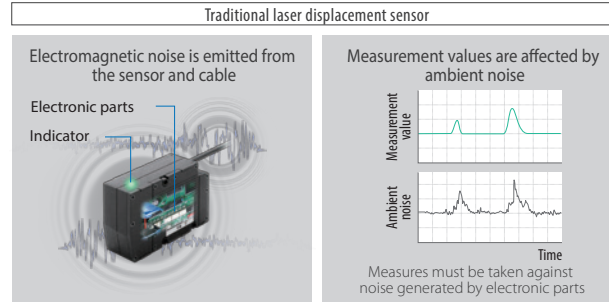 Traditional laser displacement sensor
Electromagnetic noise is emitted from
the sensor and cable
Electronic parts
Indicator
Measurement values are affected by
ambient noise
Measurement
value
Ambient
noise
Time
Measures must be taken against
noise generated by electronic parts